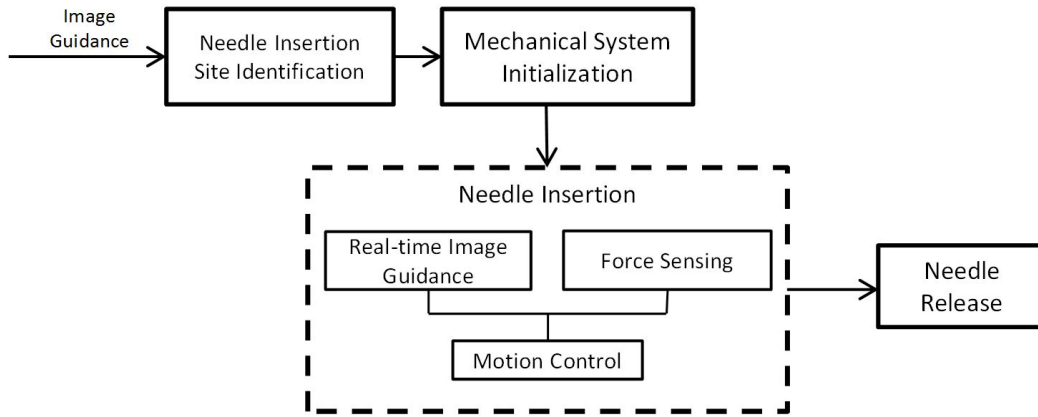 Image
Guidance
Needle Insertion
Site Identification
Mechanical System
Initialization
Needle Insertion
Real-time Image
Guidance
Force Sensing
Motion Control
Needle
Release